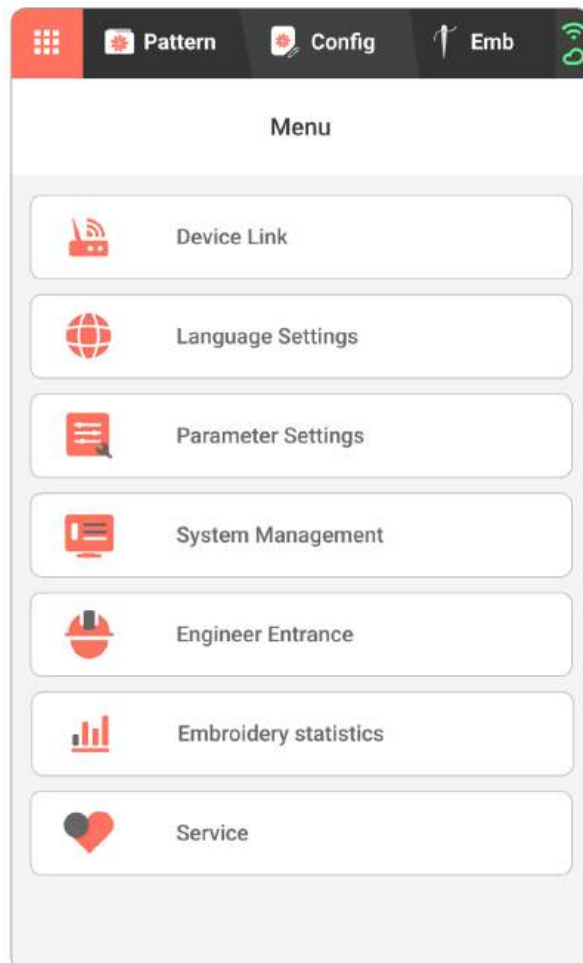 Pattern Config Emb
Menu
Device Link
Language Settings
Parameter Settings
System Management
Engineer Entrance
Embroidery statistics
Service